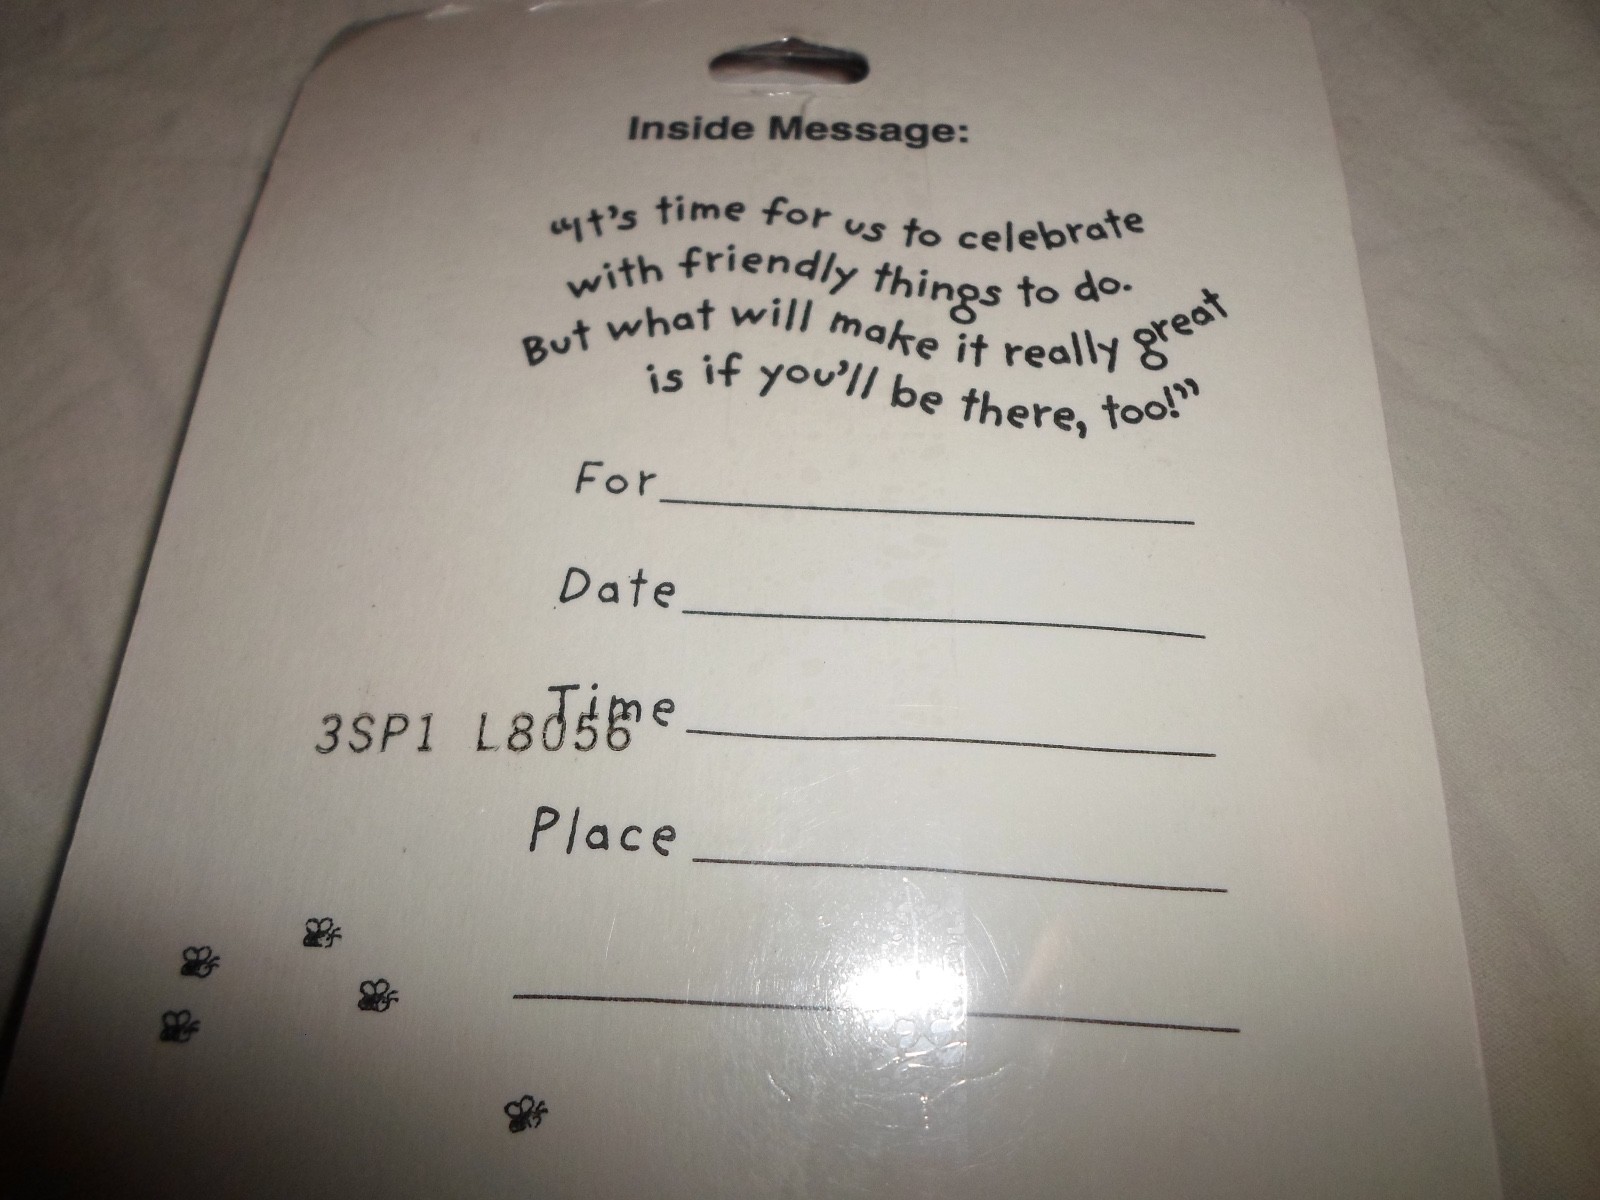 Inside Message:
“It's time for us to celebrate
with friendly things to do.
But what will make it really great
is if you'll be there, too!”
For
Date
Time
3SP1 L8056
Place